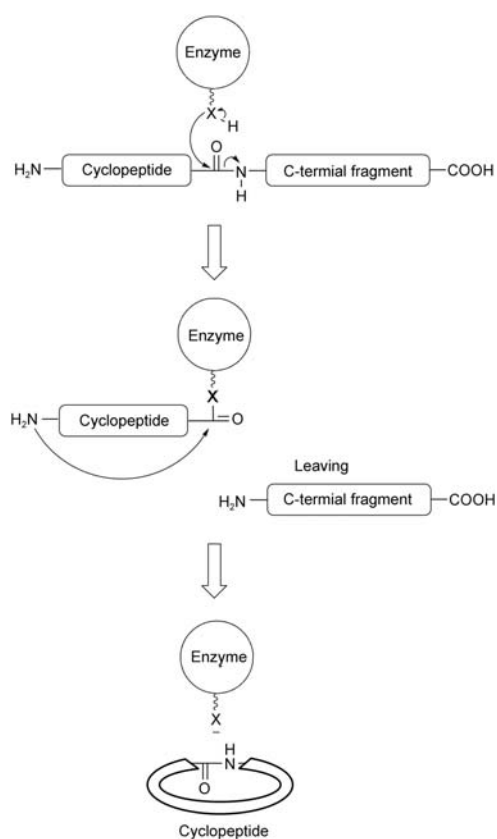 Enzyme
X
H
O
H₂N
Cyclopeptide
N
H
C-termial fragment
COOH
Enzyme
X
H₂N
Cyclopeptide
O
Leaving
H₂N
C-termial fragment
COOH
Enzyme
X
–
H
N
O
Cyclopeptide